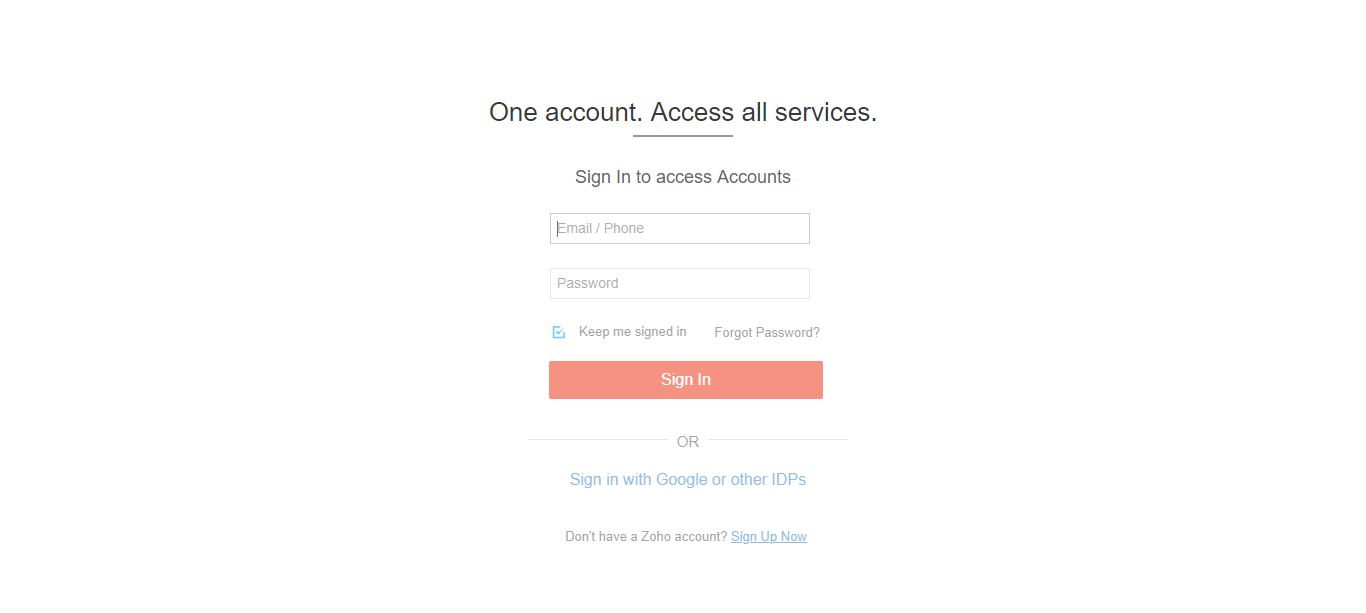 One account. Access all services.
Sign In to access Accounts
Email / Phone
Password
Keep me signed in Forgot Password?
Sign In
OR
Sign in with Google or other IDPs
Don't have a Zoho account? Sign Up Now